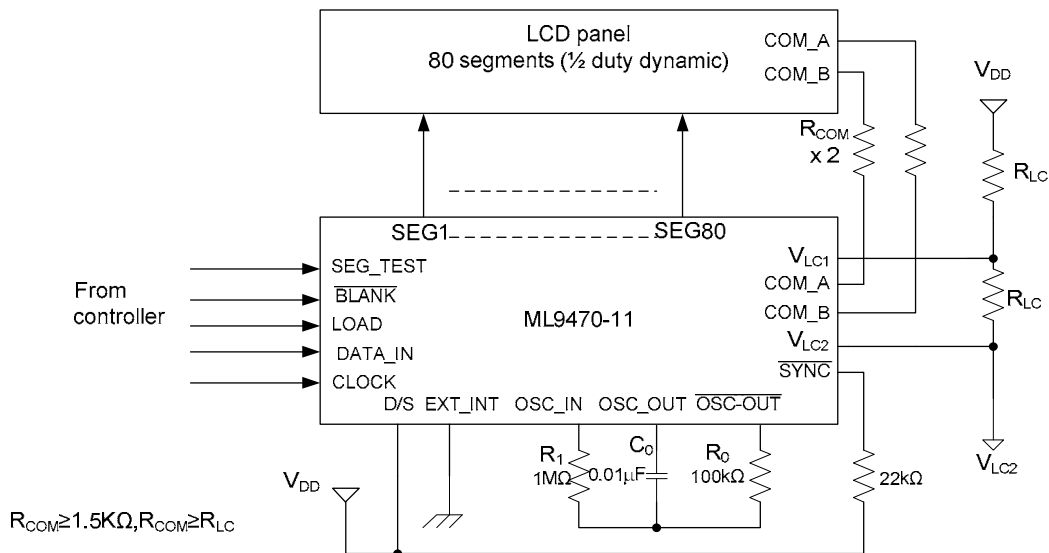 LCD panel
80 segments (½ duty dynamic)
COM_A
COM_B
V_DD
R_COM
x 2
R_LC
SEG1
SEG80
From
controller
SEG_TEST
BLANK
LOAD
DATA_IN
CLOCK
ML9470-11
V_LC1
COM_A
COM_B
V_LC2
SYNC
R_LC
D/S EXT_INT OSC_IN OSC_OUT OSC-OUT
R_1
1MΩ
C_0
0.01μF
R_0
100kΩ
22kΩ
V_LC2
V_DD
R_COM≥1.5KΩ,R_COM≥R_LC